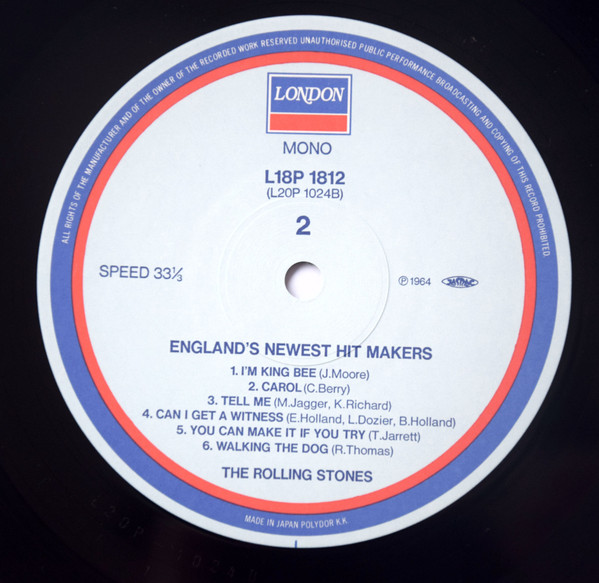 ALL RIGHTS OF THE MANUFACTURER AND OF THE OWNER OF THE RECORDED WORK RESERVED UNAUTHORISED PUBLIC PERFORMANCE BROADCASTING AND COPYING OF THIS RECORD PROHIBITED
LONDON
MONO
L18P 1812
(L20P 1024B)
2
SPEED 33⅓
Ⓟ 1964 JASRAC
ENGLAND'S NEWEST HIT MAKERS
1. I'M KING BEE (J.Moore)
2. CAROL (C.Berry)
3. TELL ME (M.Jagger, K.Richard)
4. CAN I GET A WITNESS (E.Holland, L.Dozier, B.Holland)
5. YOU CAN MAKE IT IF YOU TRY (T.Jarrett)
6. WALKING THE DOG (R.Thomas)
THE ROLLING STONES
MADE IN JAPAN POLYDOR K.K.